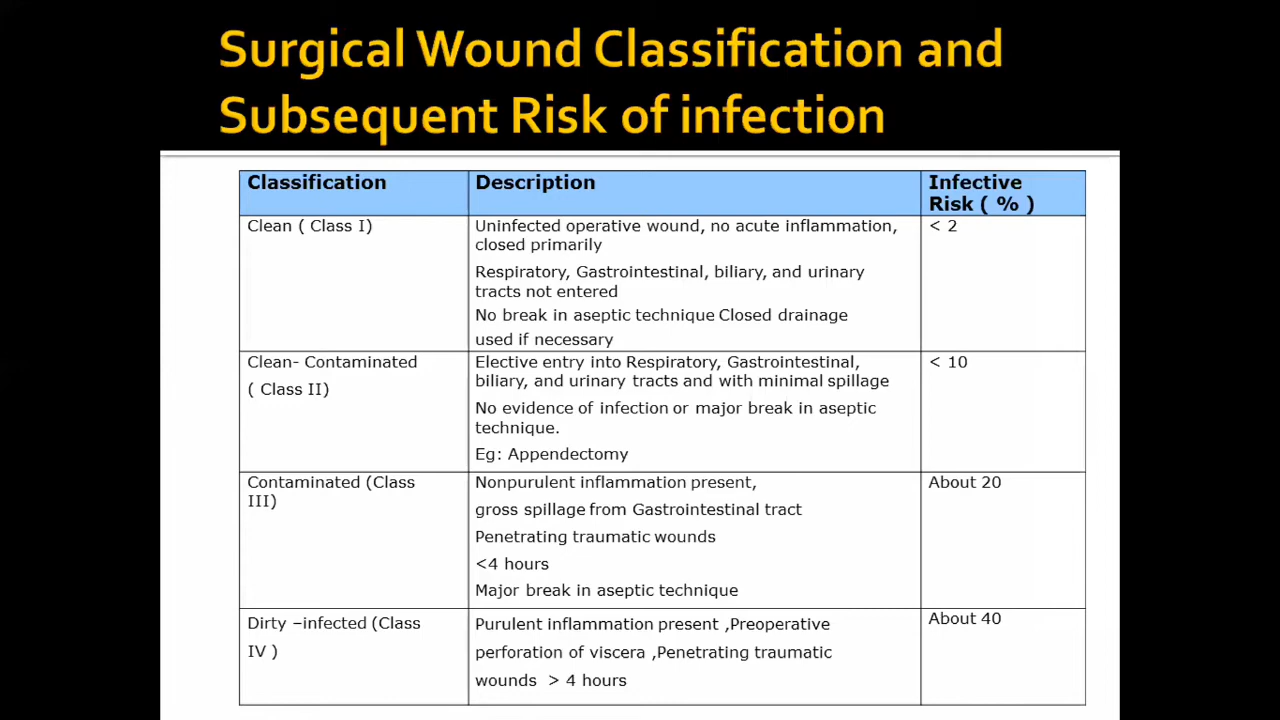 Surgical Wound Classification and
Subsequent Risk of infection
Classification
Description
Infective
Risk ( % )
Clean ( Class I)
Uninfected operative wound, no acute inflammation,
closed primarily
Respiratory, Gastrointestinal, biliary, and urinary
tracts not entered
No break in aseptic technique Closed drainage
used if necessary
< 2
Clean- Contaminated
( Class II)
Elective entry into Respiratory, Gastrointestinal,
biliary, and urinary tracts and with minimal spillage
No evidence of infection or major break in aseptic
technique.
Eg: Appendectomy
< 10
Contaminated (Class
III)
Nonpurulent inflammation present,
gross spillage from Gastrointestinal tract
Penetrating traumatic wounds
<4 hours
Major break in aseptic technique
About 20
Dirty –infected (Class
IV )
Purulent inflammation present ,Preoperative
perforation of viscera ,Penetrating traumatic
wounds > 4 hours
About 40